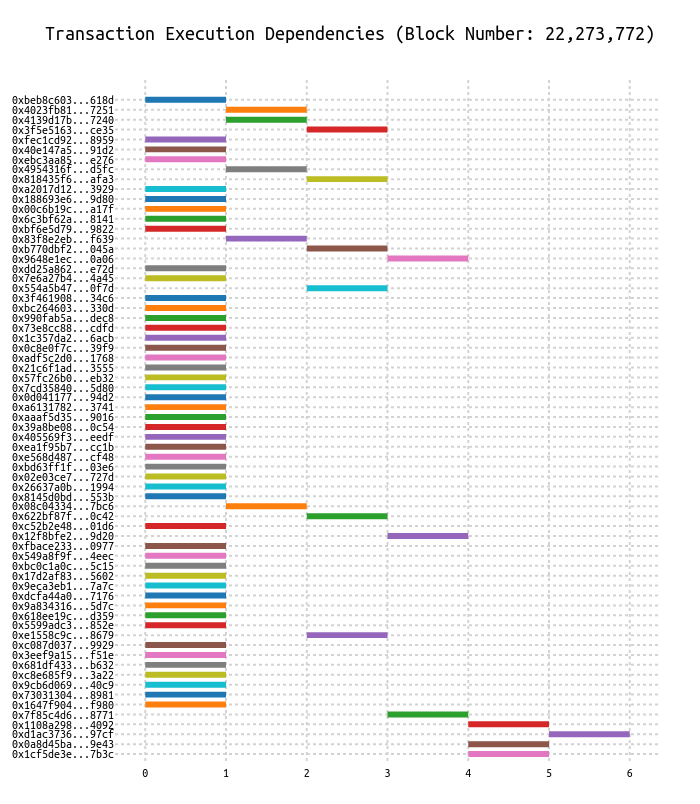 Transaction Execution Dependencies (Block Number: 22,273,772)
0xbeb8c603...618d
0x4023fb81...7251
0x4139d17b...7240
0x3f5e5163...ce35
0xfec1cd92...8959
0x40e147a5...91d2
0xebc3aa85...e276
0x4954316f...d5fc
0x818435f6...afa3
0xa2017d12...3929
0x188693e6...9d80
0x00c6b19c...a17f
0x6c3bf62a...8141
0xbf6e5d79...9822
0x83f8e2eb...f639
0xb770dbf2...045a
0x9648e1ec...0a06
0xdd25a862...e72d
0x7e6a27b4...4a45
0x554a5b47...0f7d
0x3f461908...34c6
0xbc264603...330d
0x990fab5a...dec8
0x73e8cc88...cdfd
0x1c357da2...6acb
0x0c8e0f7c...39f9
0xadf5c2d0...1768
0x21c6f1ad...3555
0x57fc26b0...eb32
0x7cd35840...5d80
0x0d041177...94d2
0xa6131782...3741
0xaaaf5d35...9016
0x39a8be08...0c54
0x405569f3...eedf
0xea1f95b7...cc1b
0xe568d487...cf48
0xbd63ff1f...03e6
0x02e03ce7...727d
0x26637a0b...1994
0x8145d0bd...553b
0x08c04334...7bc6
0x622bf87f...0c42
0xc52b2e48...01d6
0x12f8bfe2...9d20
0xfbace233...0977
0x549a8f9f...4eec
0xbc0c1a0c...5c15
0x17d2af83...5602
0x9eca3eb1...7a7c
0xdcfa44a0...7176
0x9a834316...5d7c
0x618ee19c...d359
0x5599adc3...852e
0xe1558c9c...8679
0xc087d037...9929
0x3eef9a15...f51e
0x681df433...b632
0xc8e685f9...3a22
0x9cb6d069...40c9
0x73031304...8981
0x1647f904...f980
0x7f85c4d6...8771
0x1108a298...4092
0xd1ac3736...97cf
0x0a8d45ba...9e43
0x1cf5de3e...7b3c
0 1 2 3 4 5 6